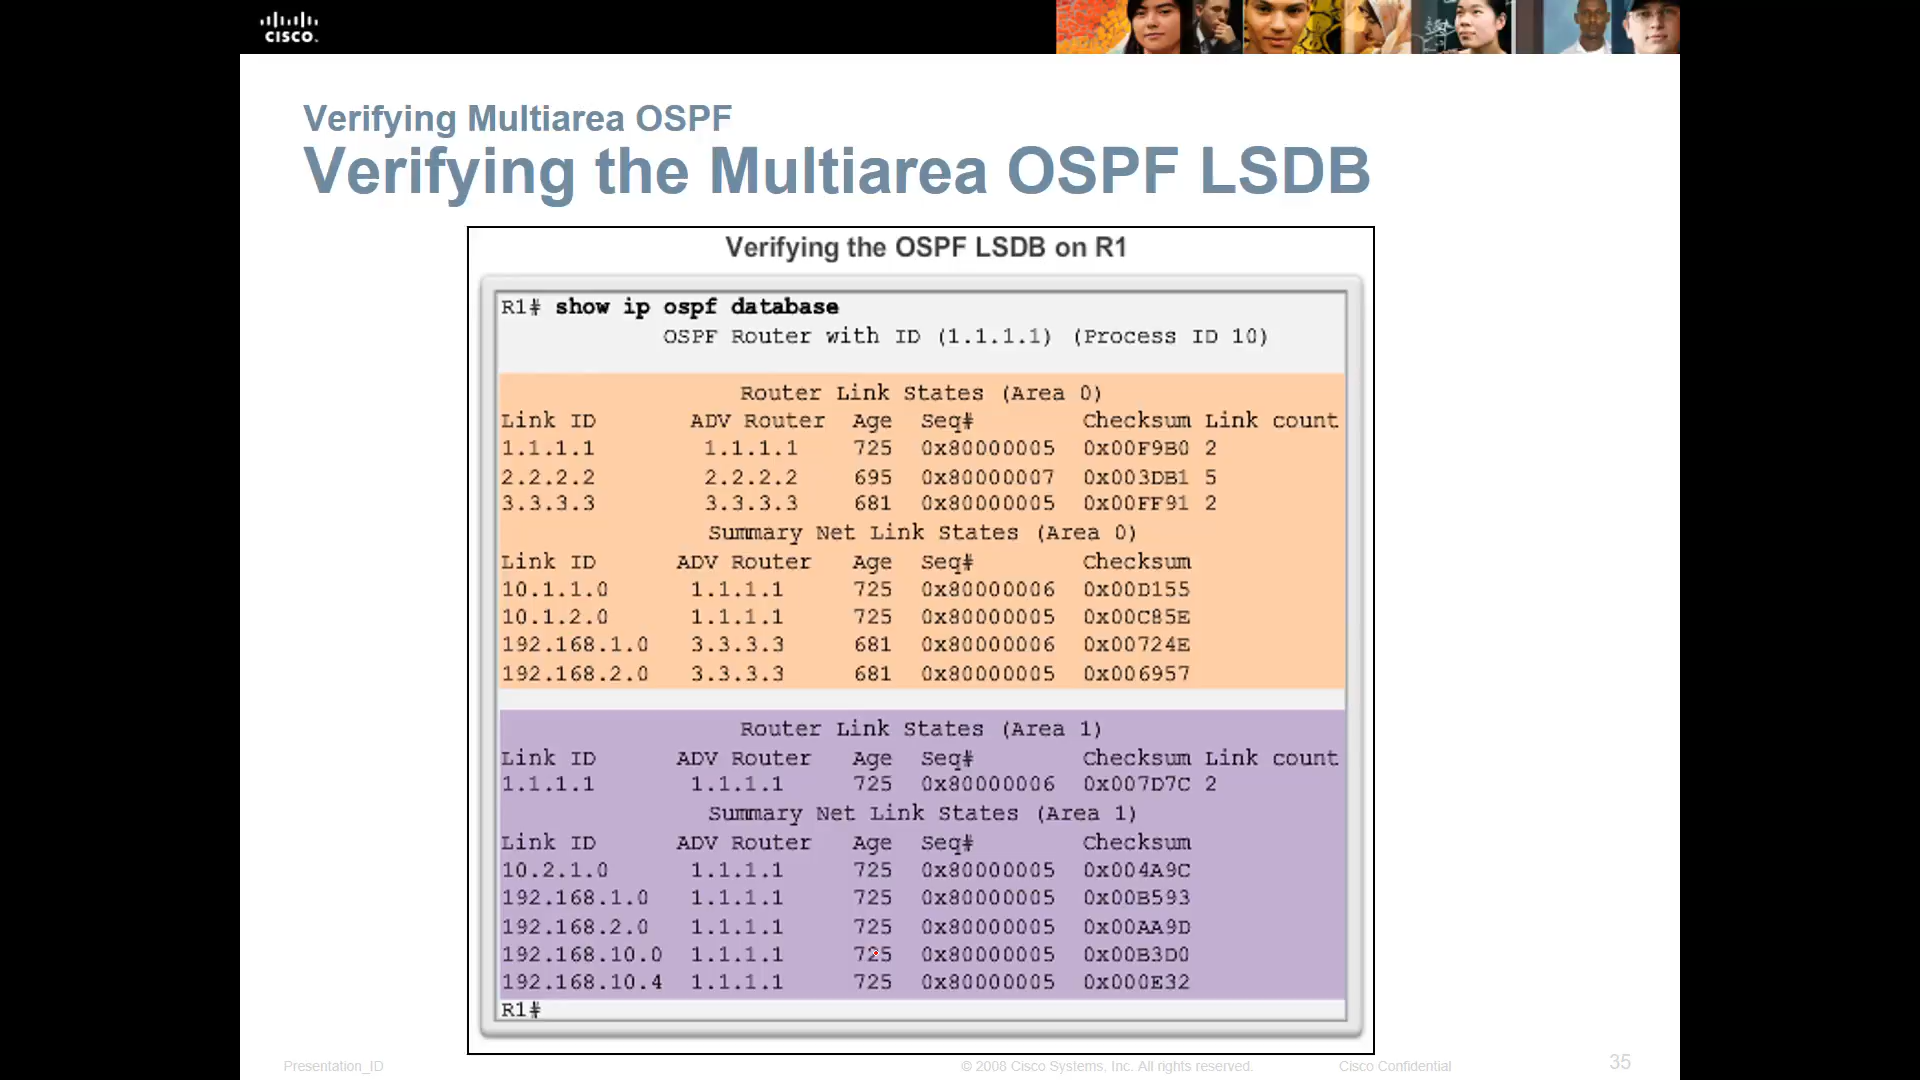 CISCO.
Verifying Multiarea OSPF
Verifying the Multiarea OSPF LSDB
Verifying the OSPF LSDB on R1
R1# show ip ospf database
OSPF Router with ID (1.1.1.1) (Process ID 10)
Router Link States (Area 0)
Link ID ADV Router Age Seq# Checksum Link count
1.1.1.1 1.1.1.1 725 0x80000005 0x00F9B0 2
2.2.2.2 2.2.2.2 695 0x80000007 0x003DB1 5
3.3.3.3 3.3.3.3 681 0x80000005 0x00FF91 2
Summary Net Link States (Area 0)
Link ID ADV Router Age Seq# Checksum
10.1.1.0 1.1.1.1 725 0x80000006 0x00D155
10.1.2.0 1.1.1.1 725 0x80000005 0x00C85E
192.168.1.0 3.3.3.3 681 0x80000006 0x00724E
192.168.2.0 3.3.3.3 681 0x80000005 0x006957
Router Link States (Area 1)
Link ID ADV Router Age Seq# Checksum Link count
1.1.1.1 1.1.1.1 725 0x80000006 0x007D7C 2
Summary Net Link States (Area 1)
Link ID ADV Router Age Seq# Checksum
10.2.1.0 1.1.1.1 725 0x80000005 0x004A9C
192.168.1.0 1.1.1.1 725 0x80000005 0x00B593
192.168.2.0 1.1.1.1 725 0x80000005 0x00AA9D
192.168.10.0 1.1.1.1 725 0x80000005 0x00B3D0
192.168.10.4 1.1.1.1 725 0x80000005 0x000E32
R1#
Presentation_ID © 2008 Cisco Systems, Inc. All rights reserved. Cisco Confidential 35